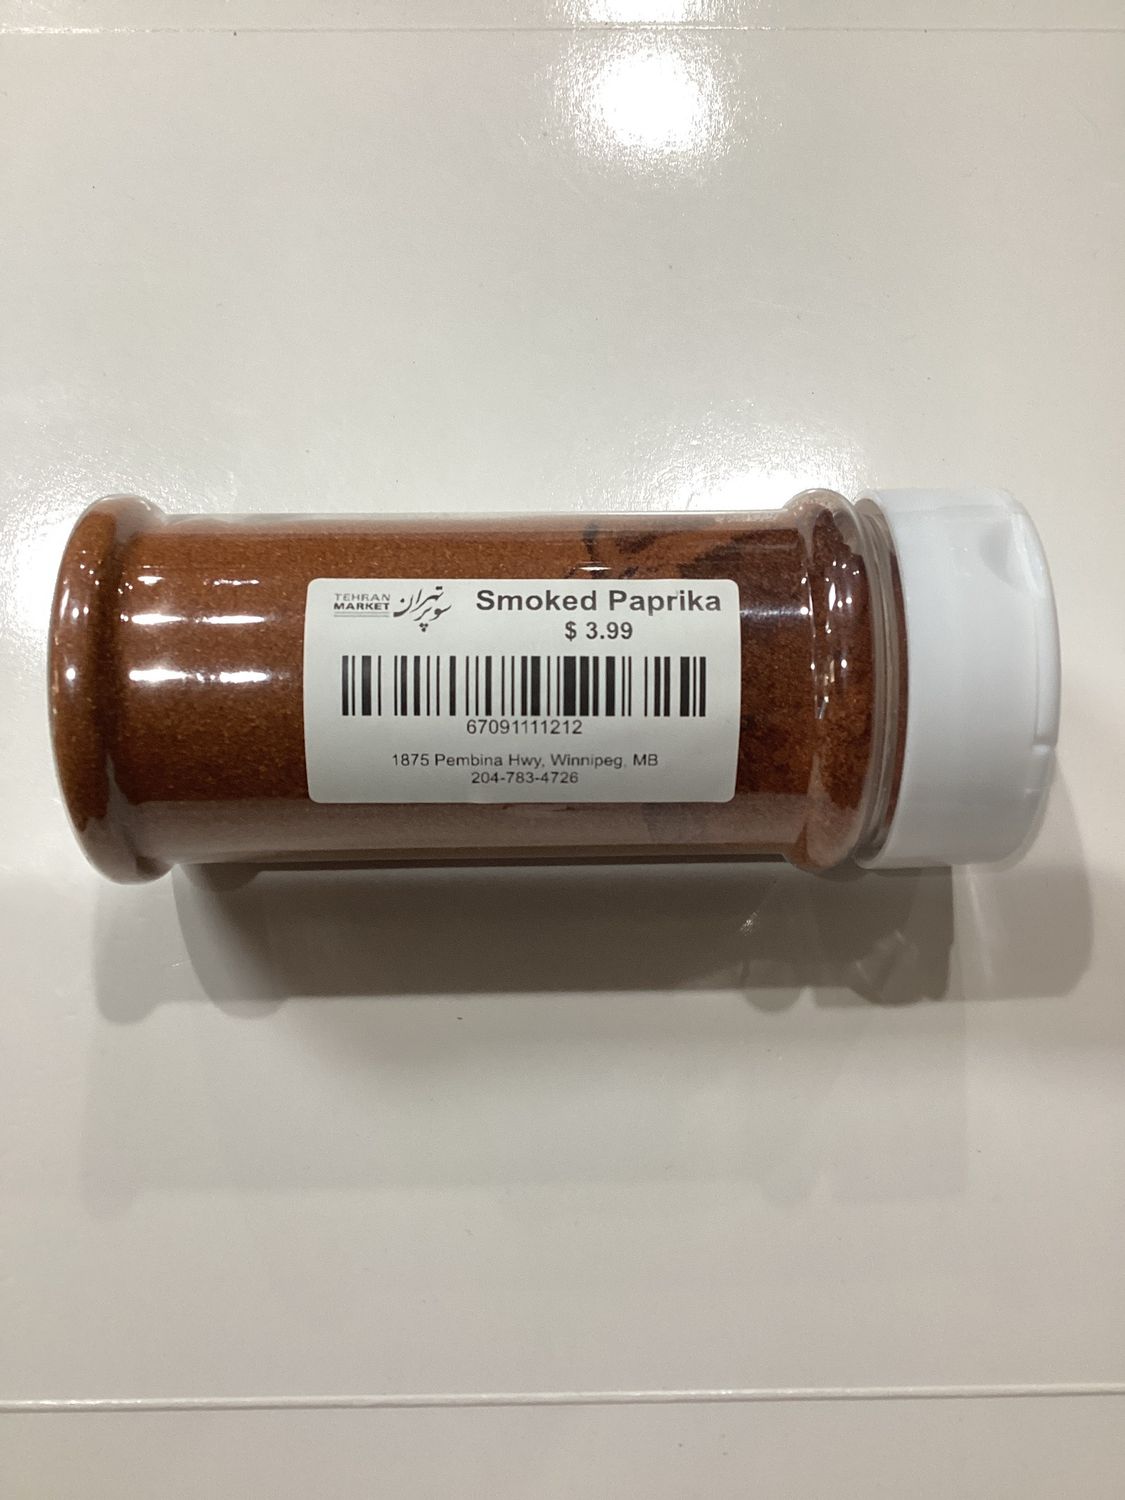 TEHRAN
MARKET
سوپر تهران
Smoked Paprika
$ 3.99
67091111212
1875 Pembina Hwy, Winnipeg, MB
204-783-4726